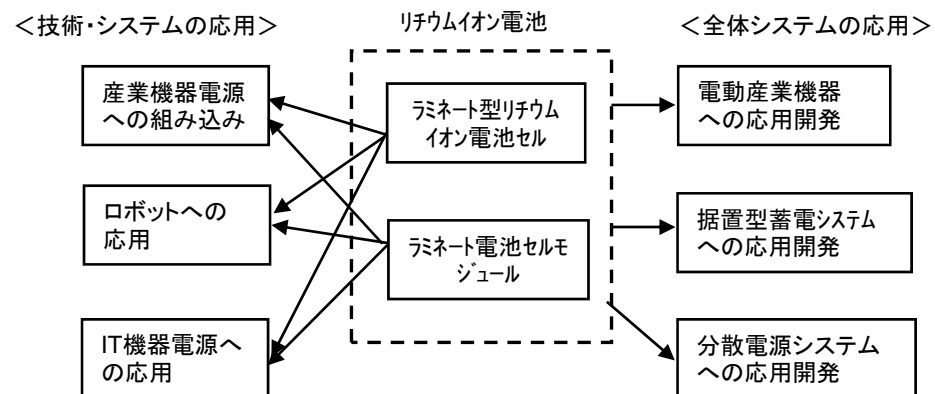 <技術・システムの応用>
リチウムイオン電池
<全体システムの応用>
産業機器電源
への組み込み
ラミネート型リチウム
イオン電池セル
電動産業機器
への応用開発
ロボットへの
応用
ラミネート電池セルモ
ジュール
据置型蓄電システム
への応用開発
IT機器電源へ
の応用
分散電源システム
への応用開発